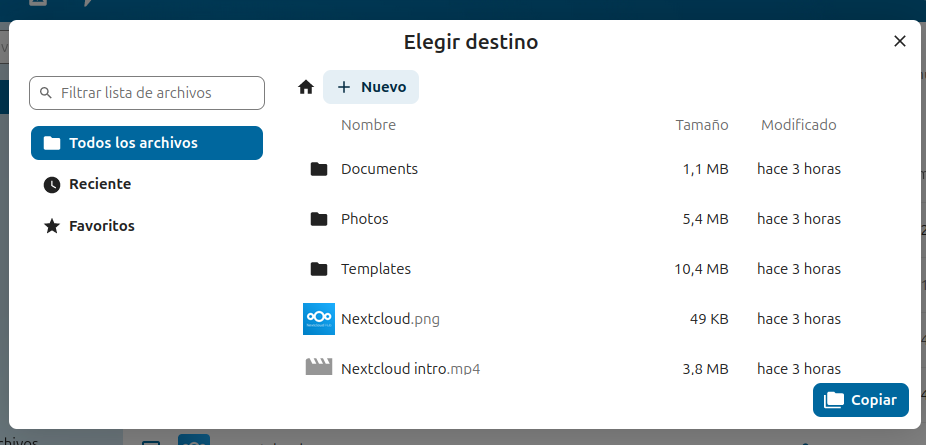 Elegir destino
Filtrar lista de archivos
Todos los archivos
Reciente
Favoritos
Nuevo
Nombre Tamaño Modificado
Documents 1,1 MB hace 3 horas
Photos 5,4 MB hace 3 horas
Templates 10,4 MB hace 3 horas
Nextcloud.png 49 KB hace 3 horas
Nextcloud intro.mp4 3,8 MB hace 3 horas
Copiar